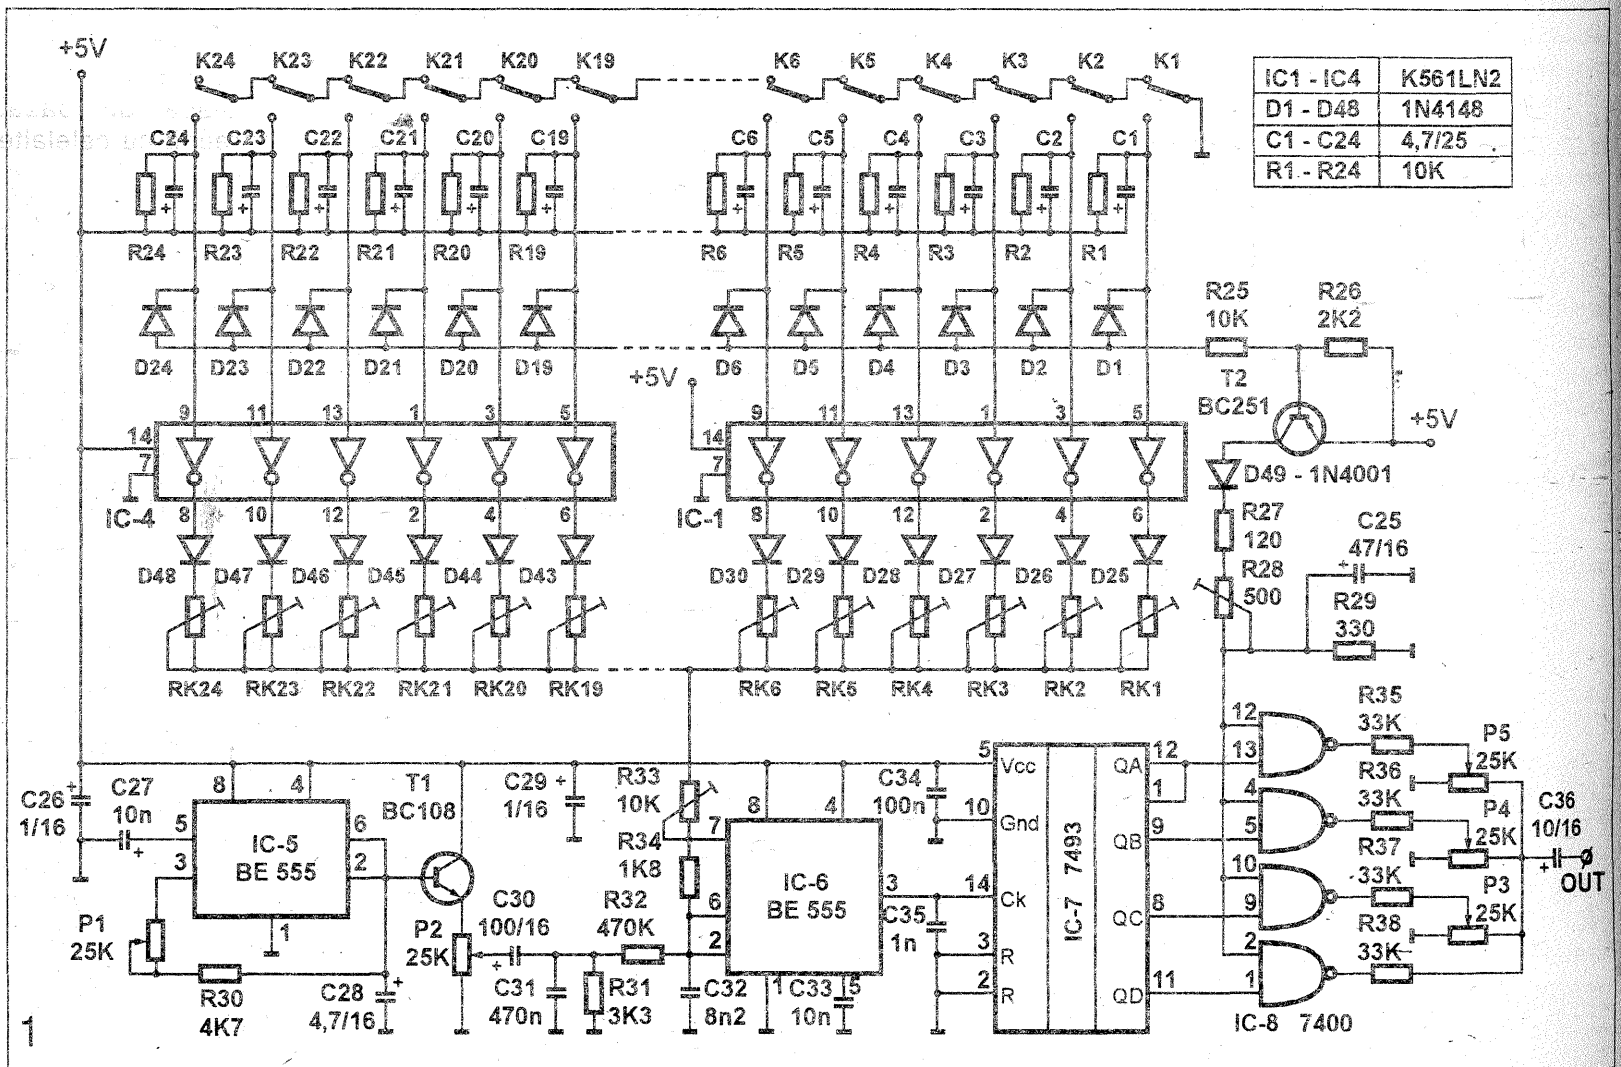 +5V
K24 K23 K22 K21 K20 K19 K6 K5 K4 K3 K2 K1
IC1 - IC4 K561LN2
D1 - D48 1N4148
C1 - C24 4,7/25
R1 - R24 10K
C24 C23 C22 C21 C20 C19 C6 C5 C4 C3 C2 C1
+ + + + + + + + + + + +
R24 R23 R22 R21 R20 R19 R6 R5 R4 R3 R2 R1
R25 10K
R26 2K2
D24 D23 D22 D21 D20 D19 D6 D5 D4 D3 D2 D1
+5V
T2 BC251
+5V
9 11 13 1 3 5 9 11 13 1 3 5
14 7
14 7
D49 - 1N4001
IC-4
8 10 12 2 4 6
IC-1
8 10 12 2 4 6
R27 120
C25 47/16
+
D48 D47 D46 D45 D44 D43 D30 D29 D28 D27 D26 D25
R28 500
R29 330
RK24 RK23 RK22 RK21 RK20 RK19 RK6 RK5 RK4 RK3 RK2 RK1
C26 1/16
+
C27 10n
+
8 4
5 3
IC-5 BE 555
6 2
1
T1 BC108
C29 1/16
+
P1 25K
R30 4K7
C28 4,7/16
+
P2 25K
C30 100/16
+
C31 470n
R31 3K3
R32 470K
R33 10K
R34 1K8
C32 8n2
8 4
7 6 2
IC-6 BE 555
3
1 5
C33 10n
C34 100n
C35 1n
5 Vcc
10 Gnd
14 Ck
3 R
2 R
IC-7 7493
QA 12
1
QB 9
QC 8
QD 11
12 13
4 5
10 9
2 1
IC-8 7400
R35 33K
R36 33K
R37 33K
R38 33K
P5 25K
P4 25K
P3 25K
C36 10/16
+
OUT
1